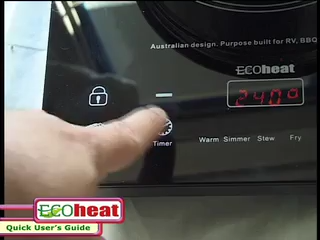 Australian design. Purpose built for RV, BBQ
ECOheat
2400
Timer
Warm Simmer Stew Fry
ECOheat
Quick User's Guide